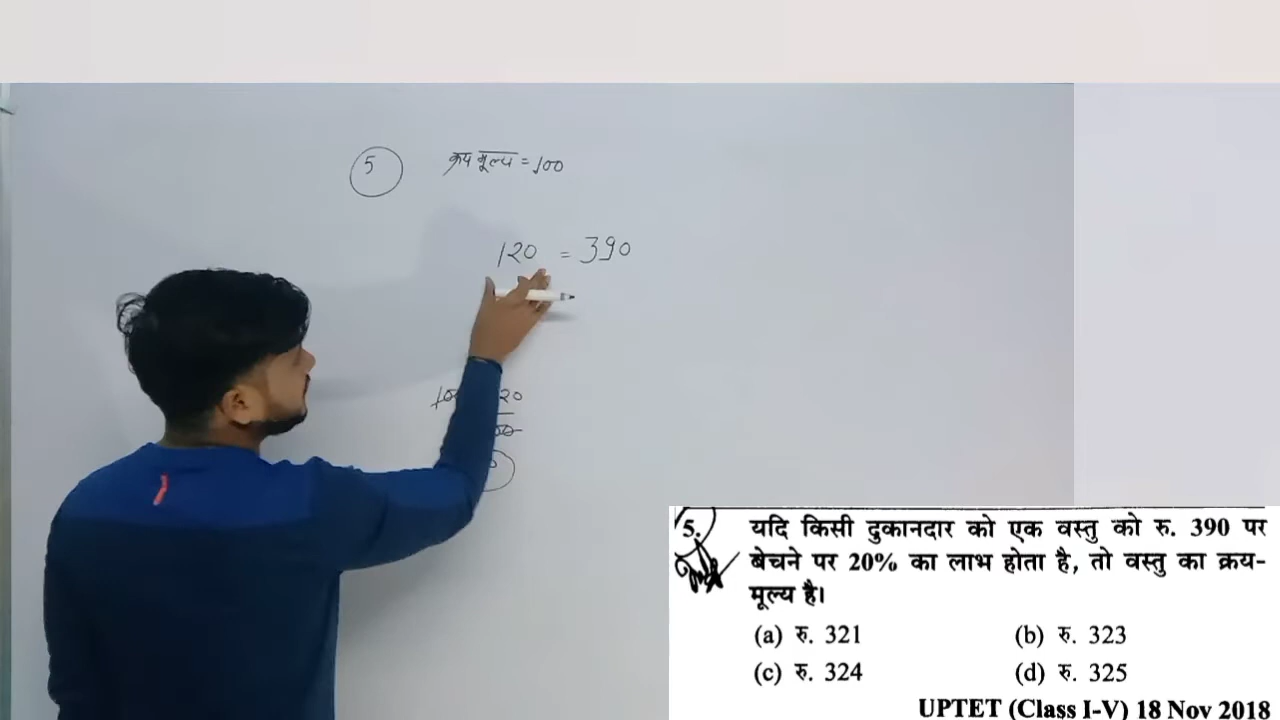 5 क्रय मूल्य = 100
120 = 390
20
5. यदि किसी दुकानदार को एक वस्तु को रु. 390 पर
बेचने पर 20% का लाभ होता है, तो वस्तु का क्रय-
मूल्य है।
(a) रु. 321 (b) रु. 323
(c) रु. 324 (d) रु. 325
UPTET (Class I-V) 18 Nov 2018